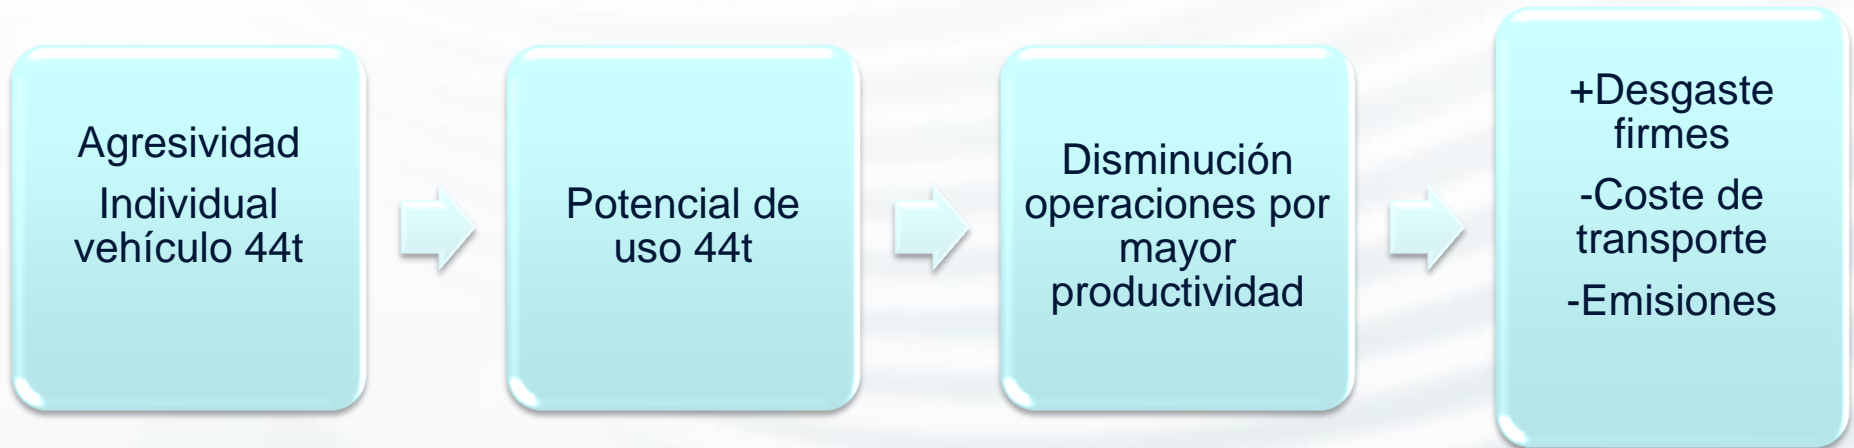 Agresividad
Individual
vehículo 44t
Potencial de
uso 44t
Disminución
operaciones por
mayor
productividad
+Desgaste
firmes
-Coste de
transporte
-Emisiones